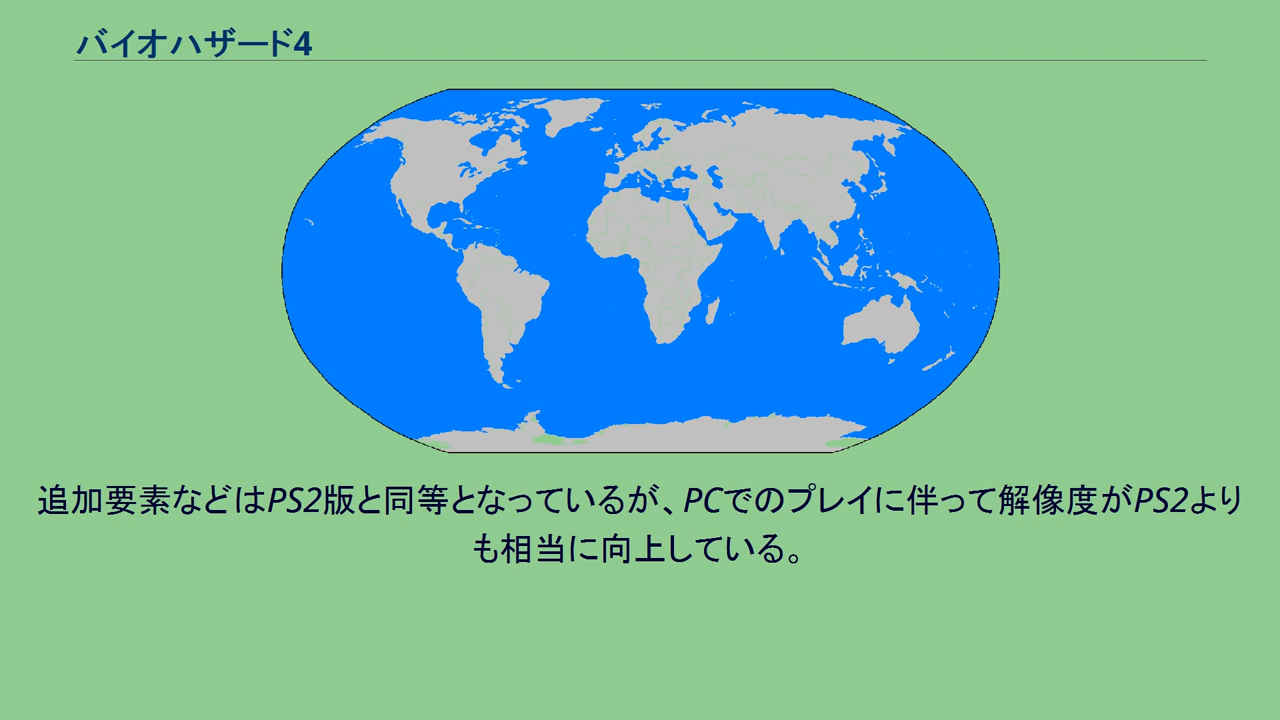 バイオハザード4
追加要素などはPS2版と同等となっているが、PCでのプレイに伴って解像度がPS2より
も相当に向上している。